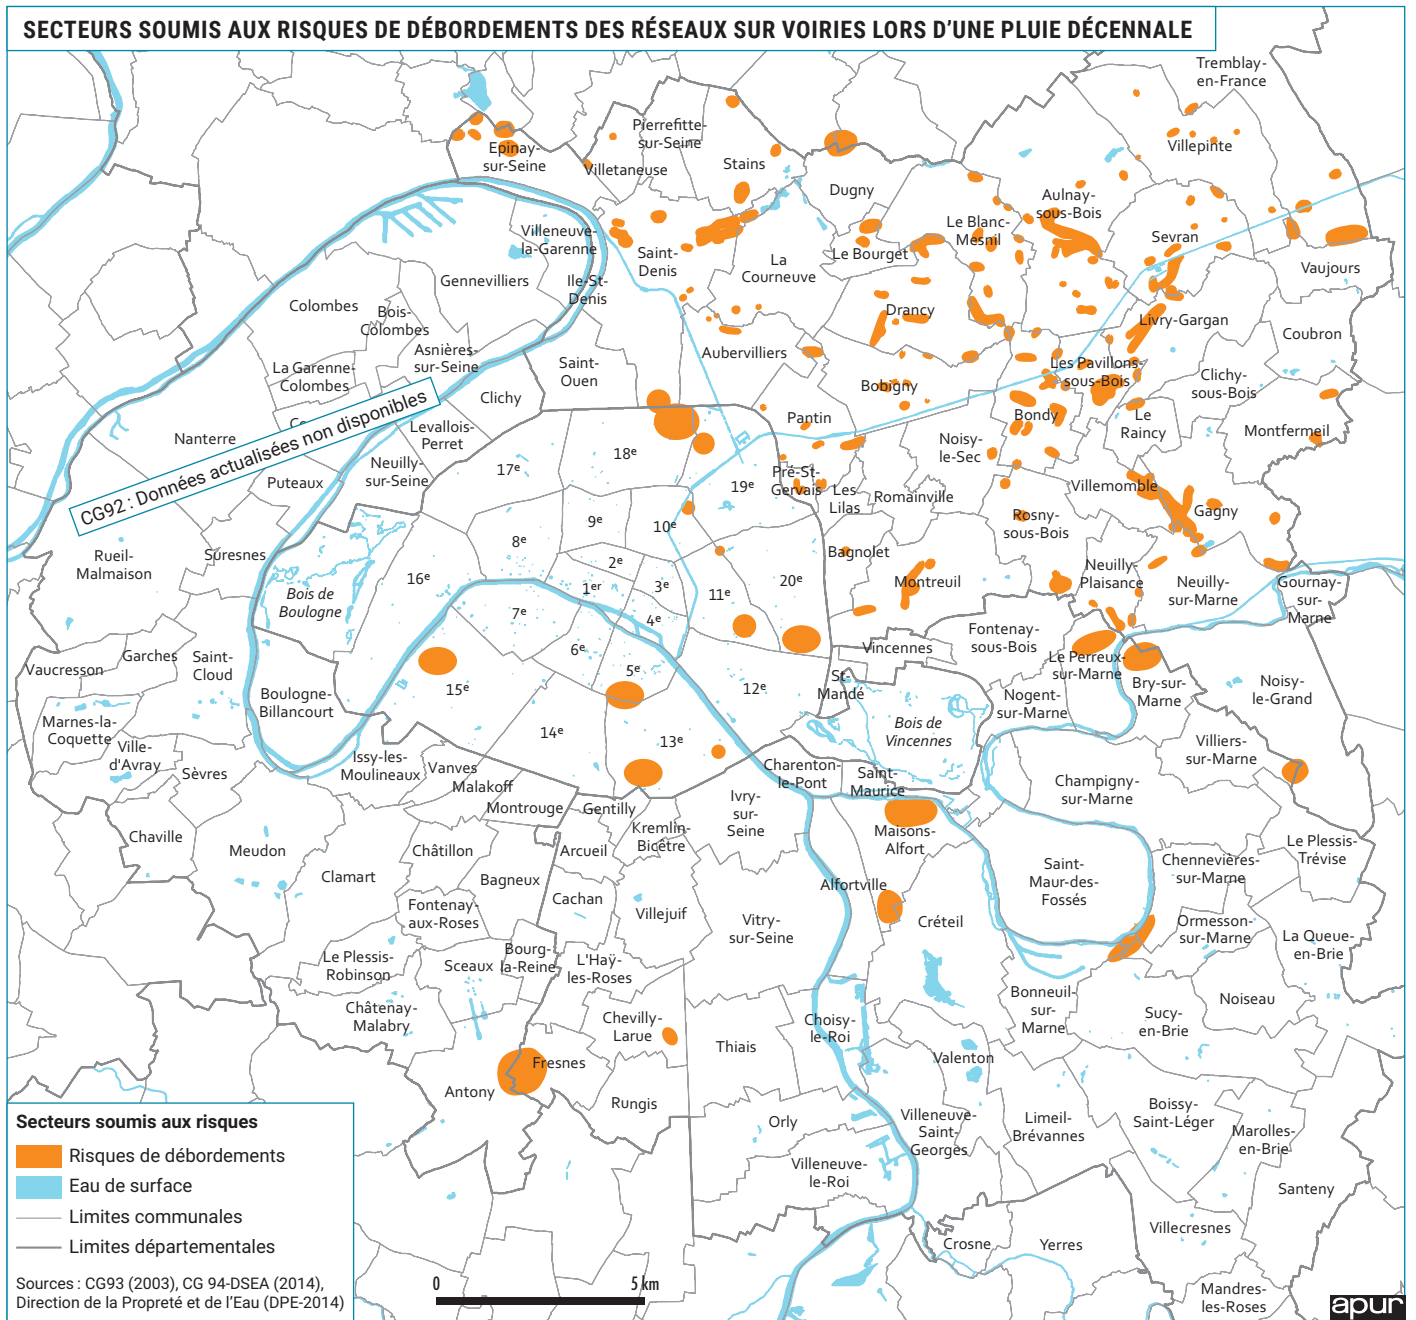 SECTEURS SOUMIS AUX RISQUES DE DÉBORDEMENTS DES RÉSEAUX SUR VOIRIES LORS D'UNE PLUIE DÉCENNALE
Tremblay-
en-France
Pierrefitte-
sur-Seine
Villepinte
Epinay-
sur-Seine
Villetaneuse
Stains
Dugny
Aulnay-
sous-Bois
Villeneuve-
la-Garenne
Saint-
Denis
Le Blanc-
Mesnil
Sevran
Le Bourget
La
Courneuve
Vaujours
Gennevilliers
Ile-St-
Denis
Colombes
Bois-
Colombes
Drancy
Livry-Gargan
Coubron
Asnières-
sur-Seine
Aubervilliers
La Garenne-
Colombes
Saint-
Ouen
Bobigny
Les Pavillons-
sous-Bois
Clichy-
sous-Bois
Clichy
CG92 : Données actualisées non disponibles
Pantin
Bondy
Le
Raincy
Montfermeil
Nanterre
Levallois-
Perret
Noisy-
le-Sec
Puteaux
Neuilly-
sur-Seine
17e
18e
19e
Pré-St-
Gervais
Les
Lilas
Romainville
Villemomble
Gagny
Rosny-
sous-Bois
9e
10e
8e
Rueil-
Malmaison
Suresnes
Bois de
Boulogne
16e
2e
1er
3e
4e
11e
20e
Bagnolet
Montreuil
Neuilly-
Plaisance
Neuilly-
sur-Marne
Gournay-
sur-
Marne
7e
6e
5e
Vincennes
Fontenay-
sous-Bois
Le Perreux-
sur-Marne
Vaucresson
Garches
Saint-
Cloud
Boulogne-
Billancourt
15e
12e
St-
Mandé
Nogent-
sur-Marne
Bry-sur-
Marne
Noisy-
le-Grand
Marnes-la-
Coquette
Ville-
d'Avray
14e
13e
Bois de
Vincennes
Villiers-
sur-Marne
Sèvres
Issy-les-
Moulineaux
Vanves
Malakoff
Charenton-
le-Pont
Saint-
Maurice
Champigny-
sur-Marne
Montrouge
Gentilly
Ivry-
sur-
Seine
Kremlin-
Bicêtre
Maisons-
Alfort
Chaville
Meudon
Châtillon
Arcueil
Le Plessis-
Trévise
Clamart
Bagneux
Saint-
Maur-des-
Fossés
Chennevières-
sur-Marne
Cachan
Alfortville
Fontenay-
aux-Roses
Villejuif
Vitry-
sur-Seine
Créteil
Ormesson-
sur-Marne
La Queue-
en-Brie
Le Plessis-
Robinson
Sceaux
Bourg-
la-Reine
L'Haÿ-
les-Roses
Bonneuil-
sur-
Marne
Noiseau
Châtenay-
Malabry
Chevilly-
Larue
Choisy-
le-Roi
Sucy-
en-Brie
Thiais
Valenton
Fresnes
Antony
Rungis
Orly
Villeneuve-
Saint-
Georges
Limeil-
Brévannes
Boissy-
Saint-Léger
Marolles-
en-Brie
Villeneuve-
le-Roi
Santeny
Villecresnes
Crosne
Yerres
Mandres-
les-Roses
Secteurs soumis aux risques
Risques de débordements
Eau de surface
Limites communales
Limites départementales
Sources : CG93 (2003), CG 94-DSEA (2014),
Direction de la Propreté et de l'Eau (DPE-2014)
0 5 km
apur